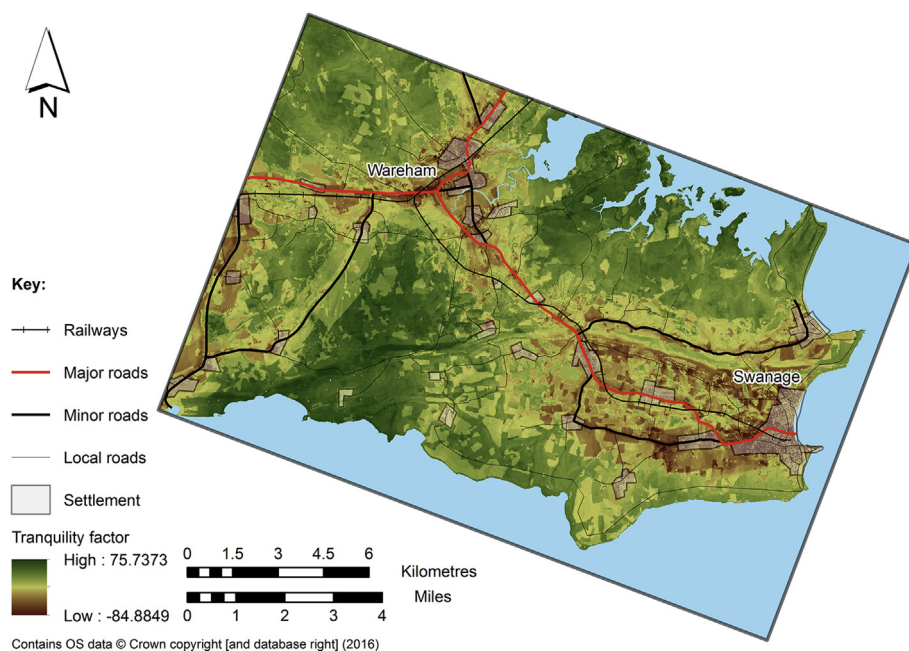 N
Wareham
Swanage
Key:
Railways
Major roads
Minor roads
Local roads
Settlement
Tranquility factor
High : 75.7373
Low : -84.8849
0 1.5 3 4.5 6
Kilometres
Miles
0 1 2 3 4
Contains OS data © Crown copyright [and database right] (2016)